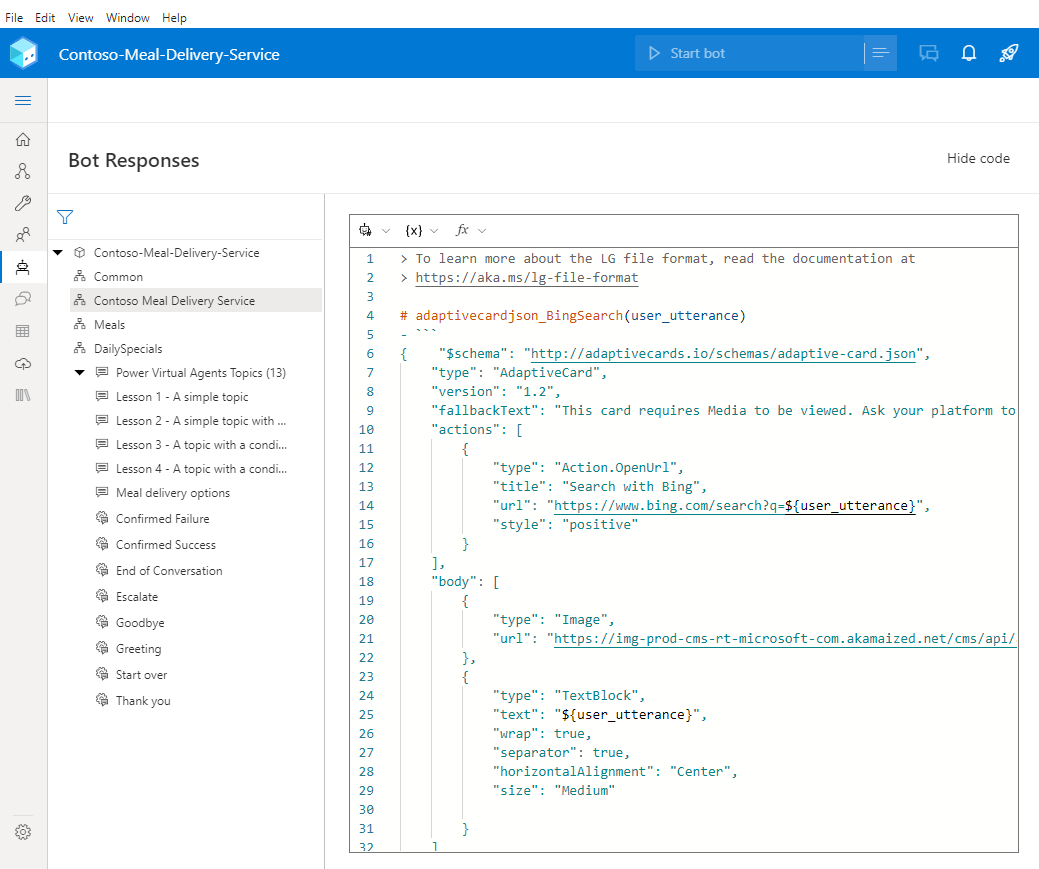 File Edit View Window Help
Contoso-Meal-Delivery-Service
Start bot
Bot Responses
Hide code
Contoso-Meal-Delivery-Service
Common
Contoso Meal Delivery Service
Meals
DailySpecials
Power Virtual Agents Topics (13)
Lesson 1 - A simple topic
Lesson 2 - A simple topic with ...
Lesson 3 - A topic with a condi...
Lesson 4 - A topic with a condi...
Meal delivery options
Confirmed Failure
Confirmed Success
End of Conversation
Escalate
Goodbye
Greeting
Start over
Thank you
{x} fx
1 > To learn more about the LG file format, read the documentation at
2 > https://aka.ms/lg-file-format
3
4 # adaptivecardjson_BingSearch(user_utterance)
5 - ```
6 { "$schema": "http://adaptivecards.io/schemas/adaptive-card.json",
7 "type": "AdaptiveCard",
8 "version": "1.2",
9 "fallbackText": "This card requires Media to be viewed. Ask your platform to
10 "actions": [
11 {
12 "type": "Action.OpenUrl",
13 "title": "Search with Bing",
14 "url": "https://www.bing.com/search?q=${user_utterance}",
15 "style": "positive"
16 }
17 ],
18 "body": [
19 {
20 "type": "Image",
21 "url": "https://img-prod-cms-rt-microsoft-com.akamaized.net/cms/api/
22 },
23 {
24 "type": "TextBlock",
25 "text": "${user_utterance}",
26 "wrap": true,
27 "separator": true,
28 "horizontalAlignment": "Center",
29 "size": "Medium"
30
31 }
32 ]